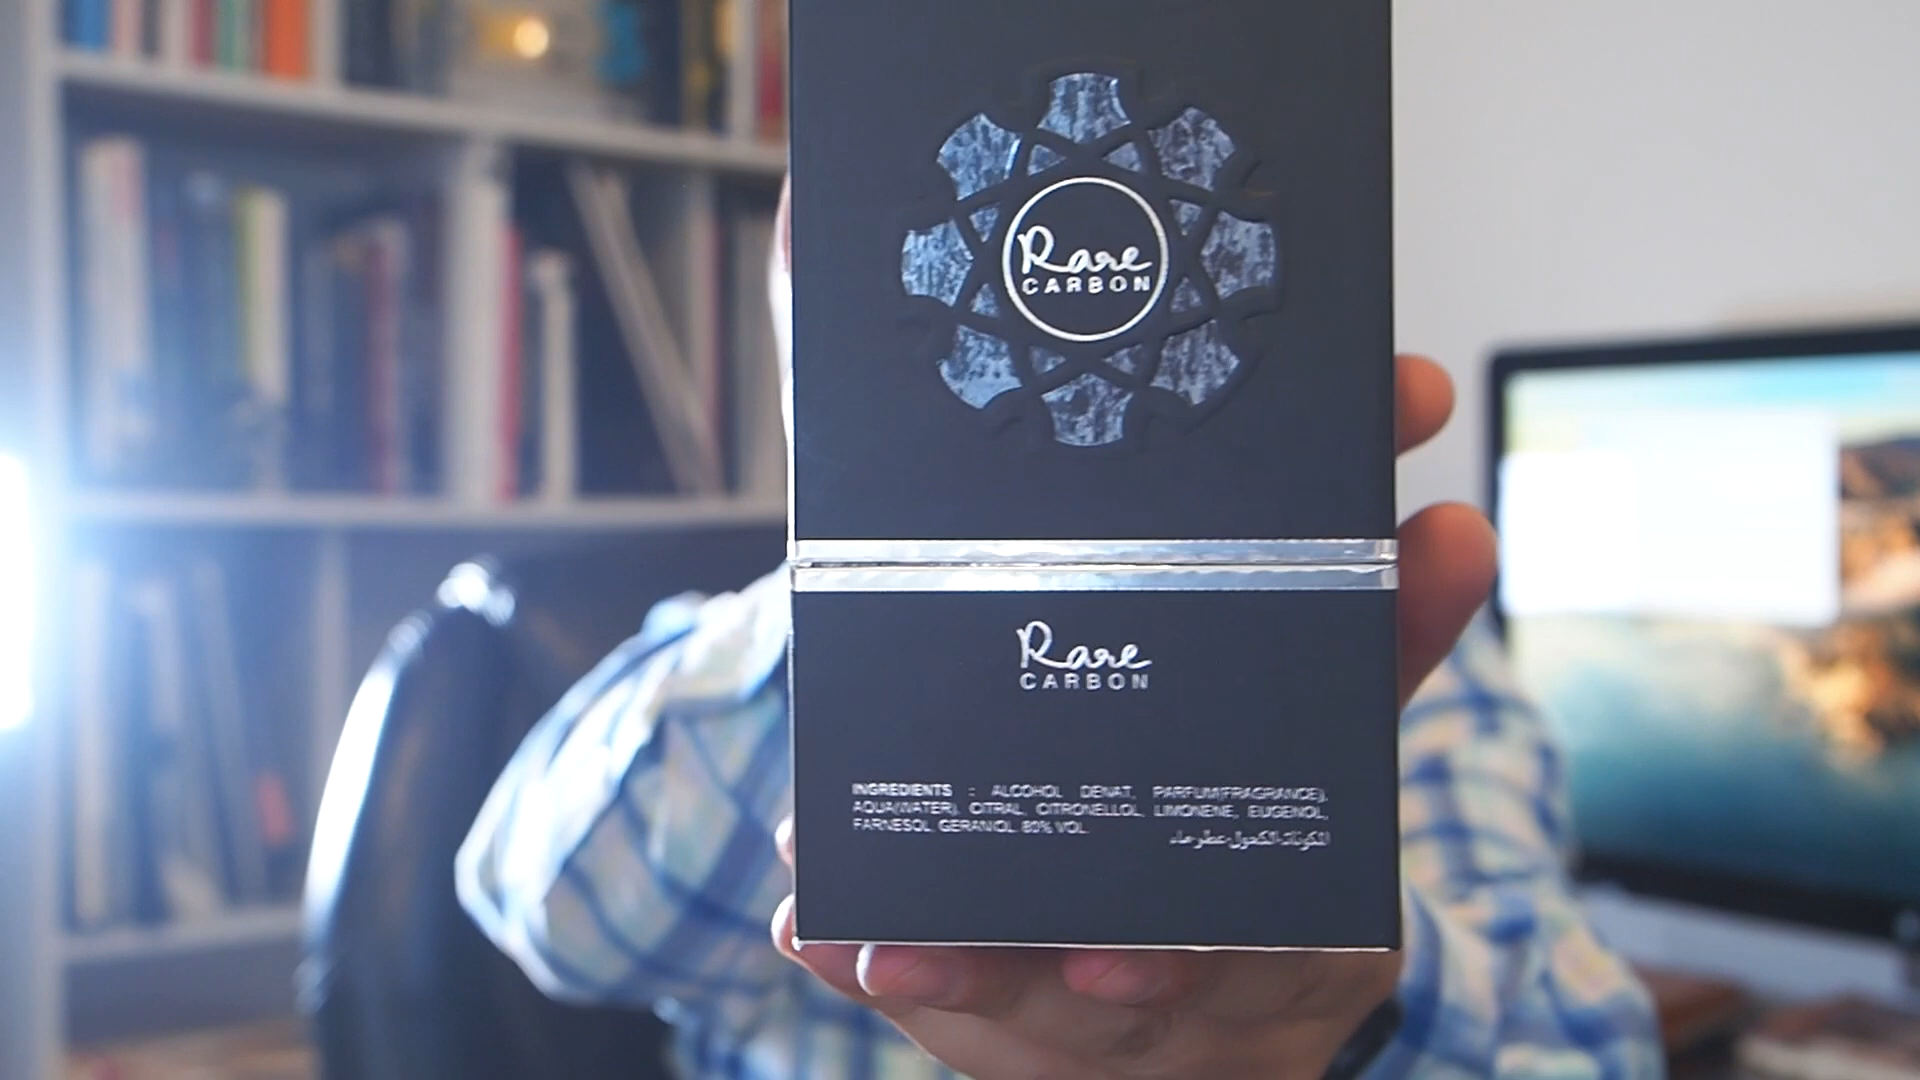 Rare
CARBON
Rare
CARBON
INGREDIENTS : ALCOHOL DENAT, PARFUM(FRAGRANCE),
AQUA(WATER), CITRAL, CITRONELLOL, LIMONENE, EUGENOL,
FARNESOL, GERANIOL. 80% VOL.
المكونات-الكحول-عطر-ماء